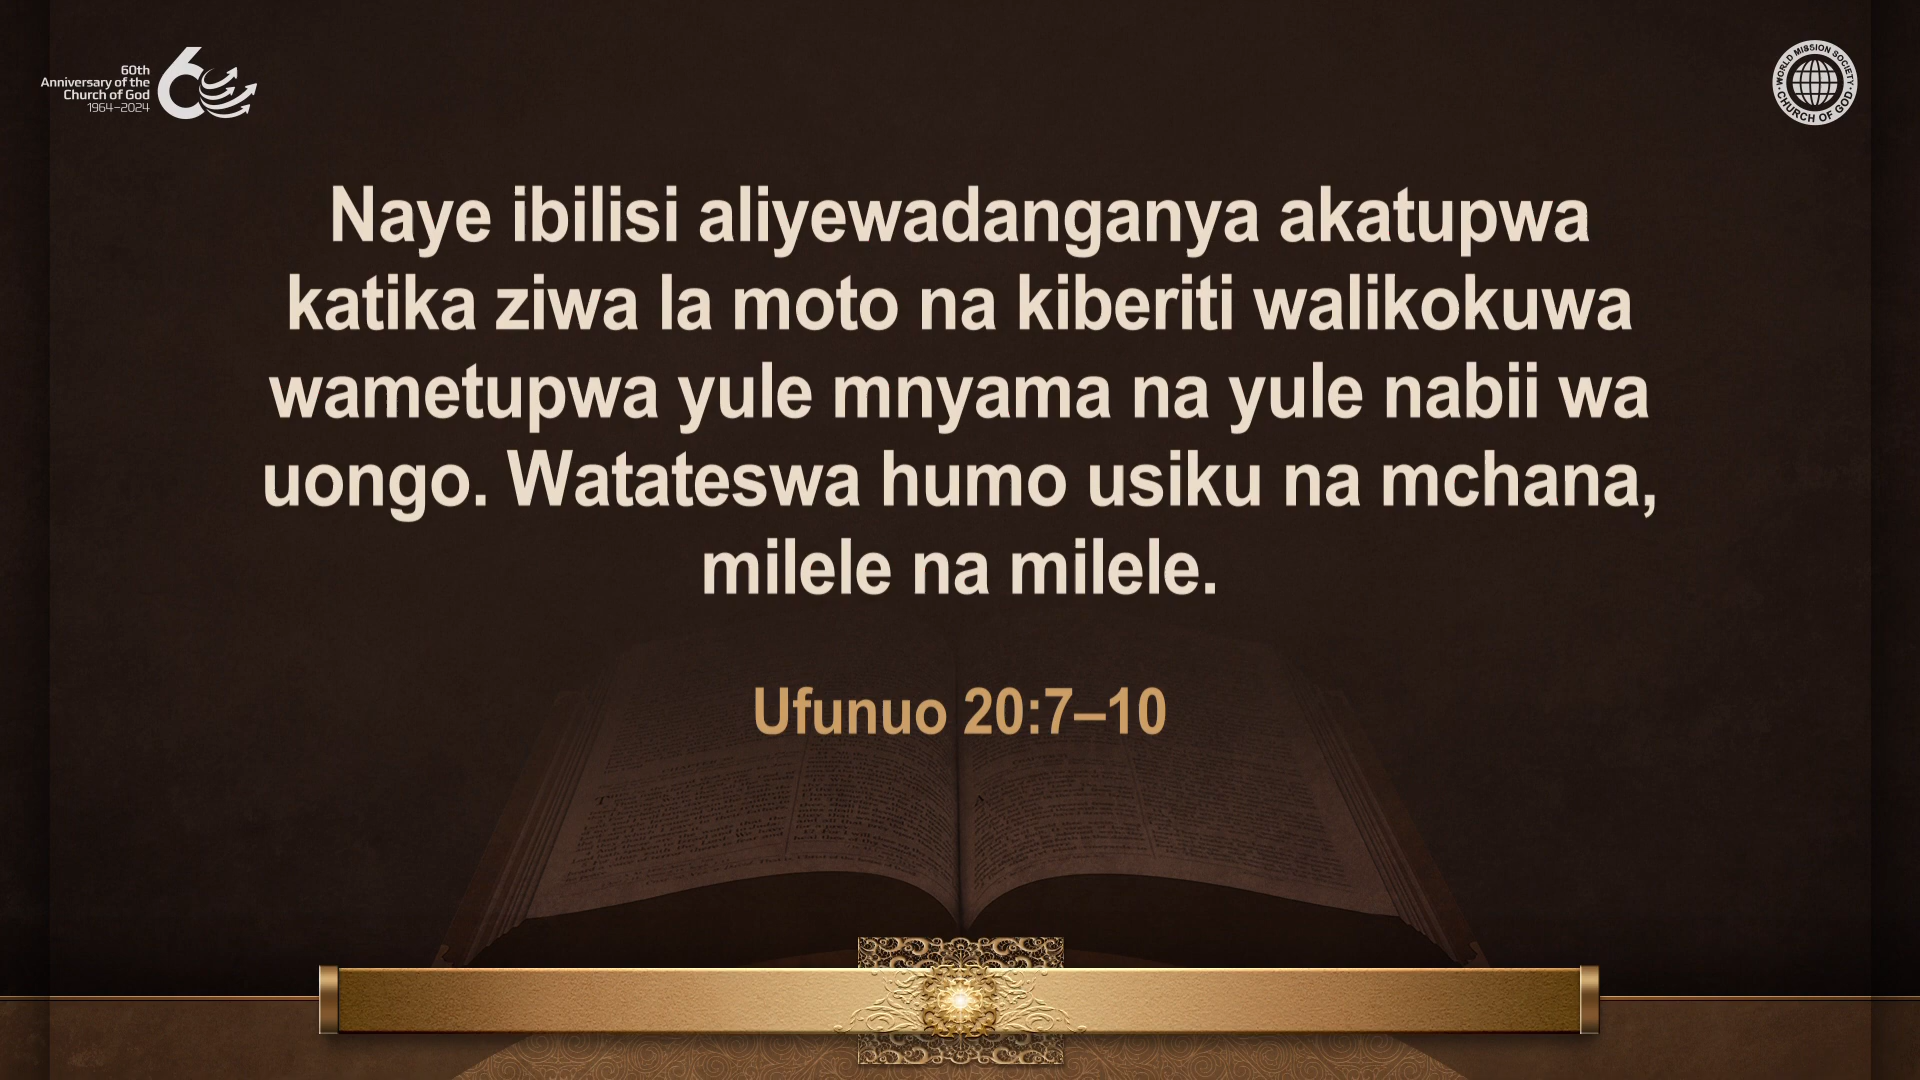 60th
Anniversary of the
Church of God
1964–2024
WORLD MISSION SOCIETY
CHURCH OF GOD
Naye ibilisi aliyewadanganya akatupwa
katika ziwa la moto na kiberiti walikokuwa
wametupwa yule mnyama na yule nabii wa
uongo. Watateswa humo usiku na mchana,
milele na milele.
Ufunuo 20:7–10